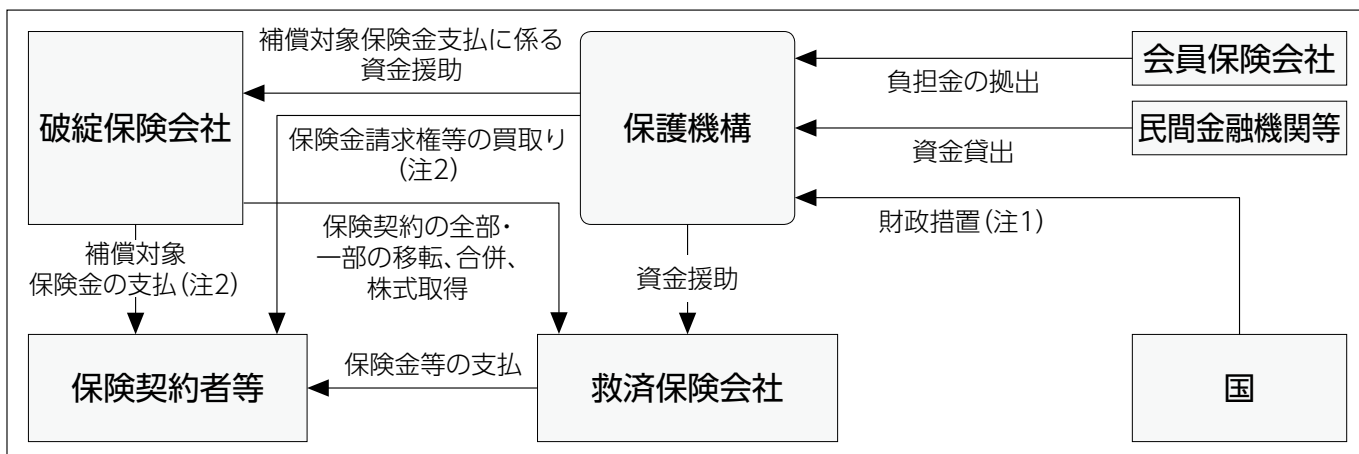 補償対象保険金支払に係る
資金援助
会員保険会社
負担金の拠出
破綻保険会社
保護機構
保険金請求権等の買取り
(注2)
民間金融機関等
資金貸出
財政措置(注1)
保険契約の全部・
一部の移転、合併、
株式取得
補償対象
保険金の支払(注2)
資金援助
保険契約者等
保険金等の支払
救済保険会社
国